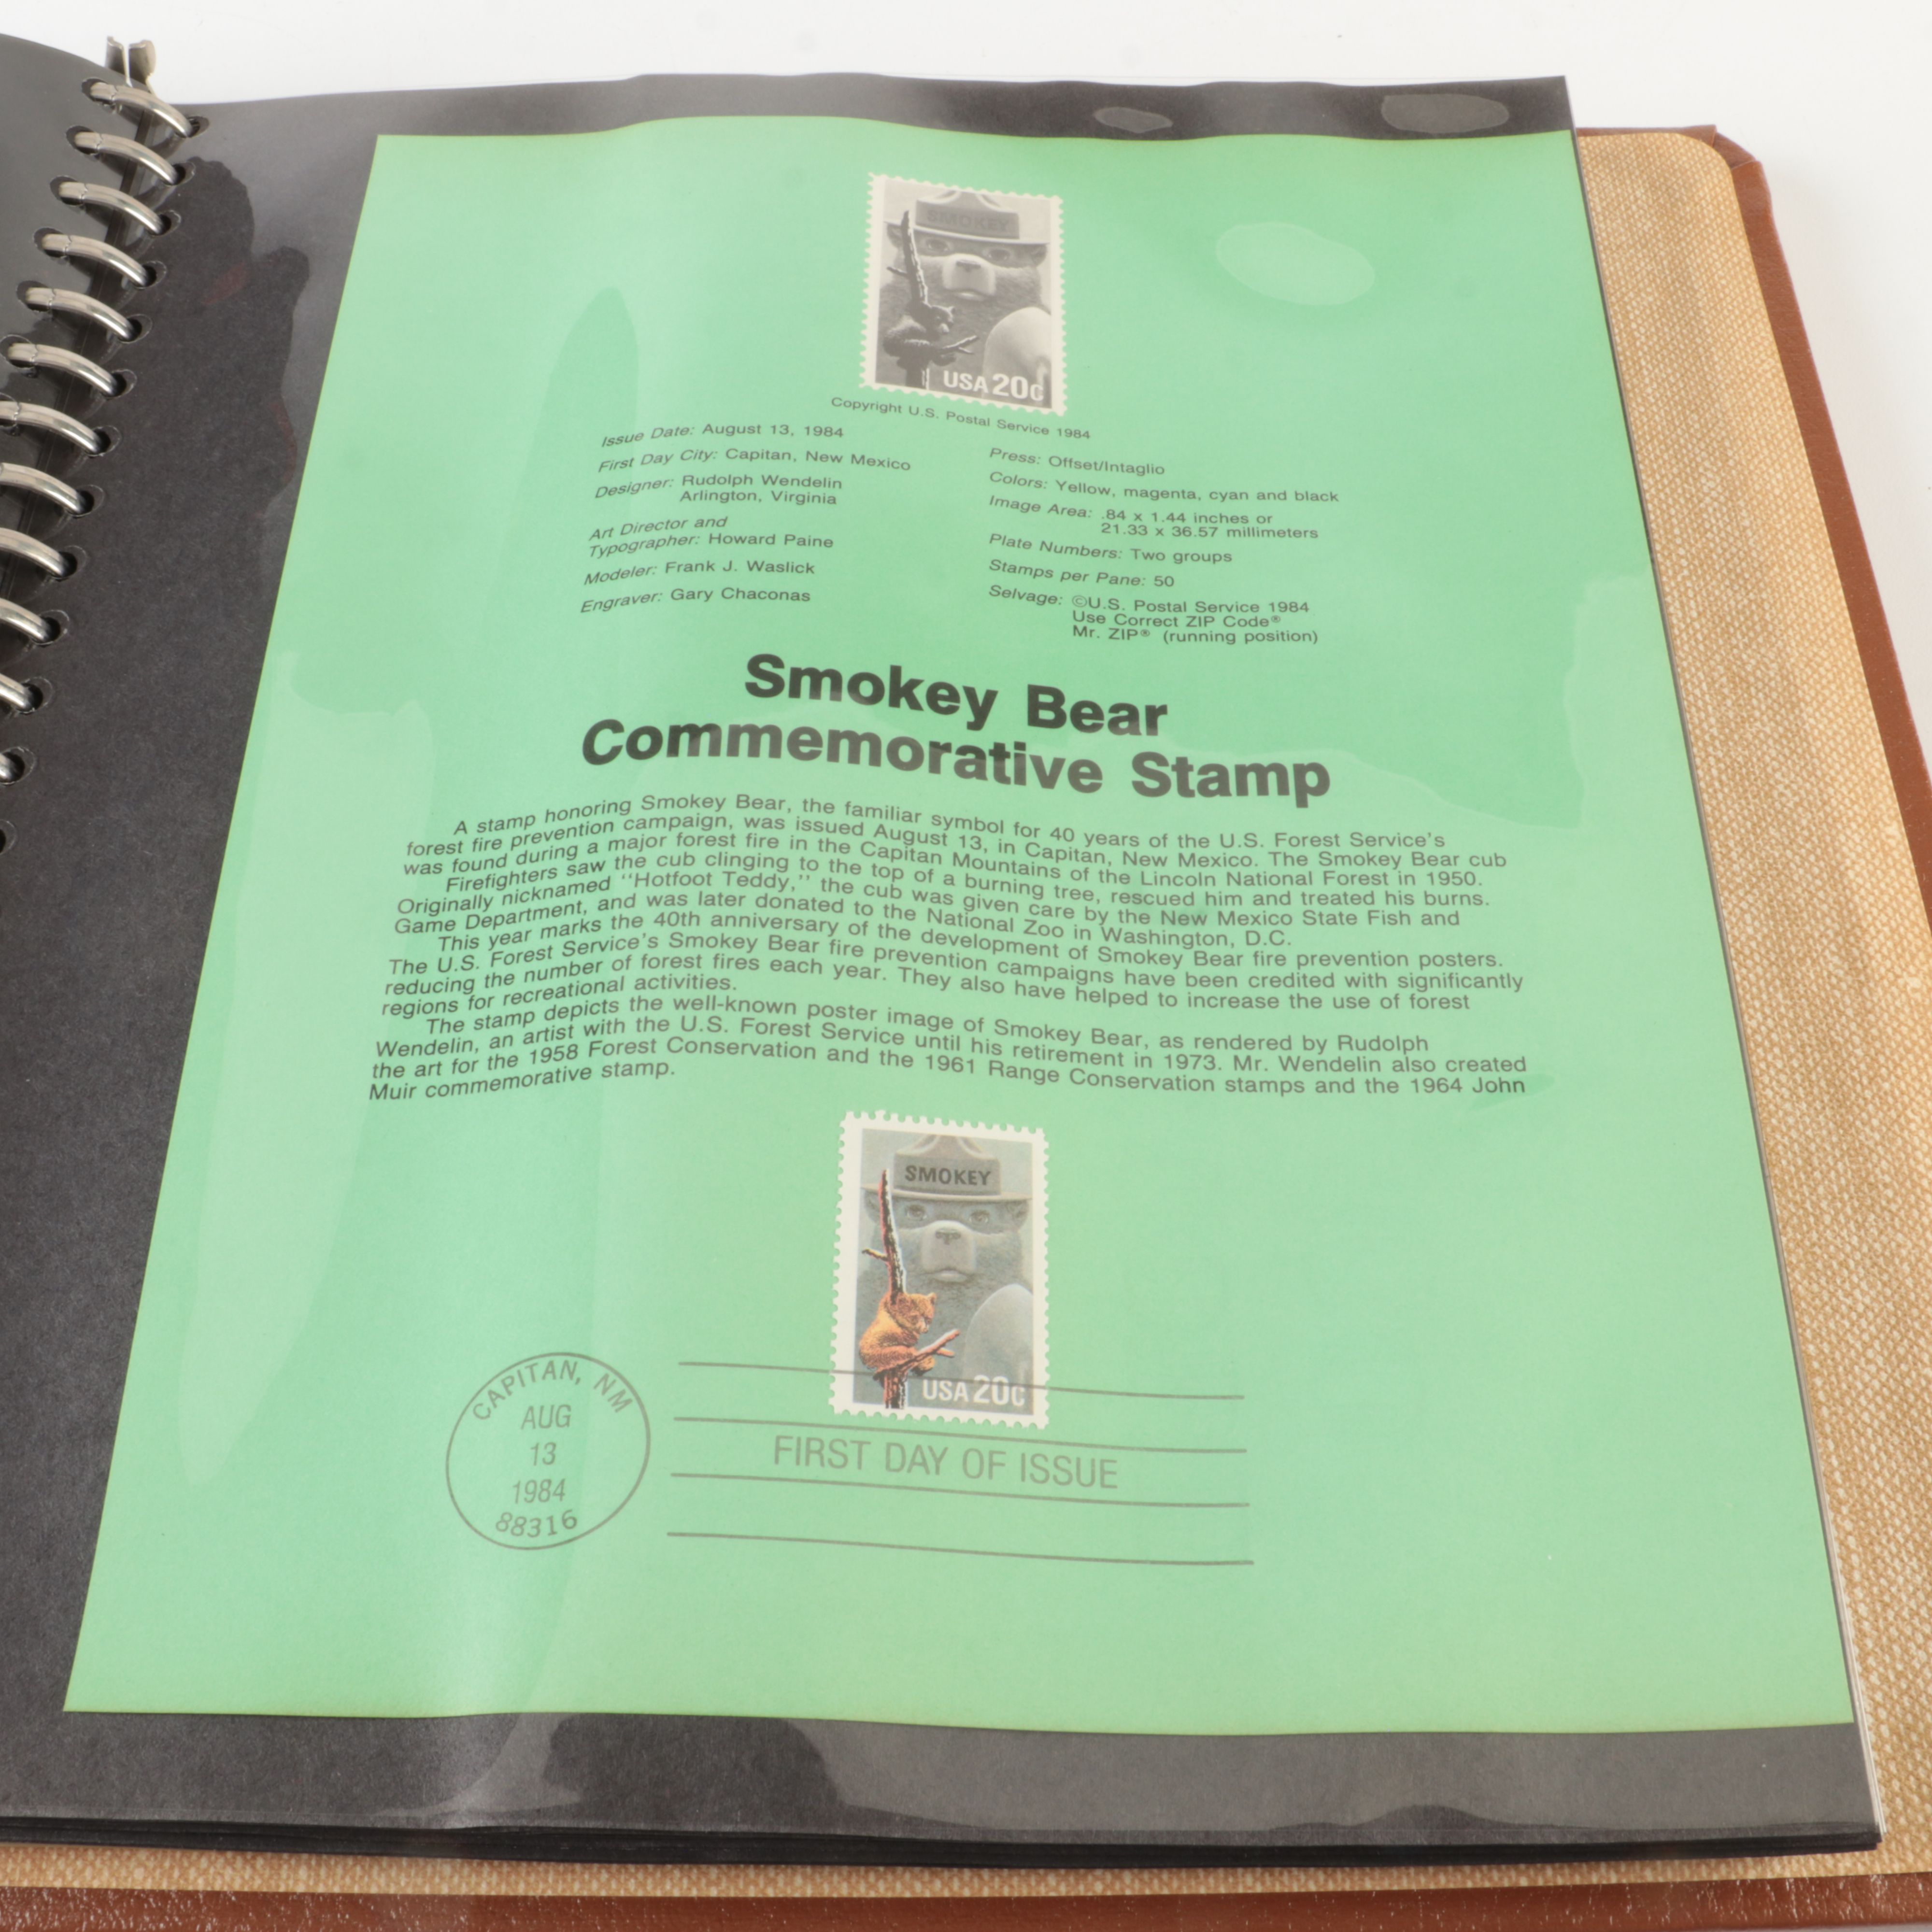 SMOKEY
USA 20c
Copyright U.S. Postal Service 1984
Issue Date: August 13, 1984
First Day City: Capitan, New Mexico
Designer: Rudolph Wendelin
Arlington, Virginia
Art Director and
Typographer: Howard Paine
Modeler: Frank J. Waslick
Engraver: Gary Chaconas
Press: Offset/Intaglio
Colors: Yellow, magenta, cyan and black
Image Area: .84 x 1.44 inches or
21.33 x 36.57 millimeters
Plate Numbers: Two groups
Stamps per Pane: 50
Selvage: ©U.S. Postal Service 1984
Use Correct ZIP Code®
Mr. ZIP® (running position)
Smokey Bear
Commemorative Stamp
A stamp honoring Smokey Bear, the familiar symbol for 40 years of the U.S. Forest Service's
forest fire prevention campaign, was issued August 13, in Capitan, New Mexico. The Smokey Bear cub
was found during a major forest fire in the Capitan Mountains of the Lincoln National Forest in 1950.
Firefighters saw the cub clinging to the top of a burning tree, rescued him and treated his burns.
Originally nicknamed "Hotfoot Teddy," the cub was given care by the New Mexico State Fish and
Game Department, and was later donated to the National Zoo in Washington, D.C.
This year marks the 40th anniversary of the development of Smokey Bear fire prevention posters.
The U.S. Forest Service's Smokey Bear fire prevention campaigns have been credited with significantly
reducing the number of forest fires each year. They also have helped to increase the use of forest
regions for recreational activities.
The stamp depicts the well-known poster image of Smokey Bear, as rendered by Rudolph
Wendelin, an artist with the U.S. Forest Service until his retirement in 1973. Mr. Wendelin also created
the art for the 1958 Forest Conservation and the 1961 Range Conservation stamps and the 1964 John
Muir commemorative stamp.
SMOKEY
USA 20c
CAPITAN, NM
AUG
13
1984
88316
FIRST DAY OF ISSUE